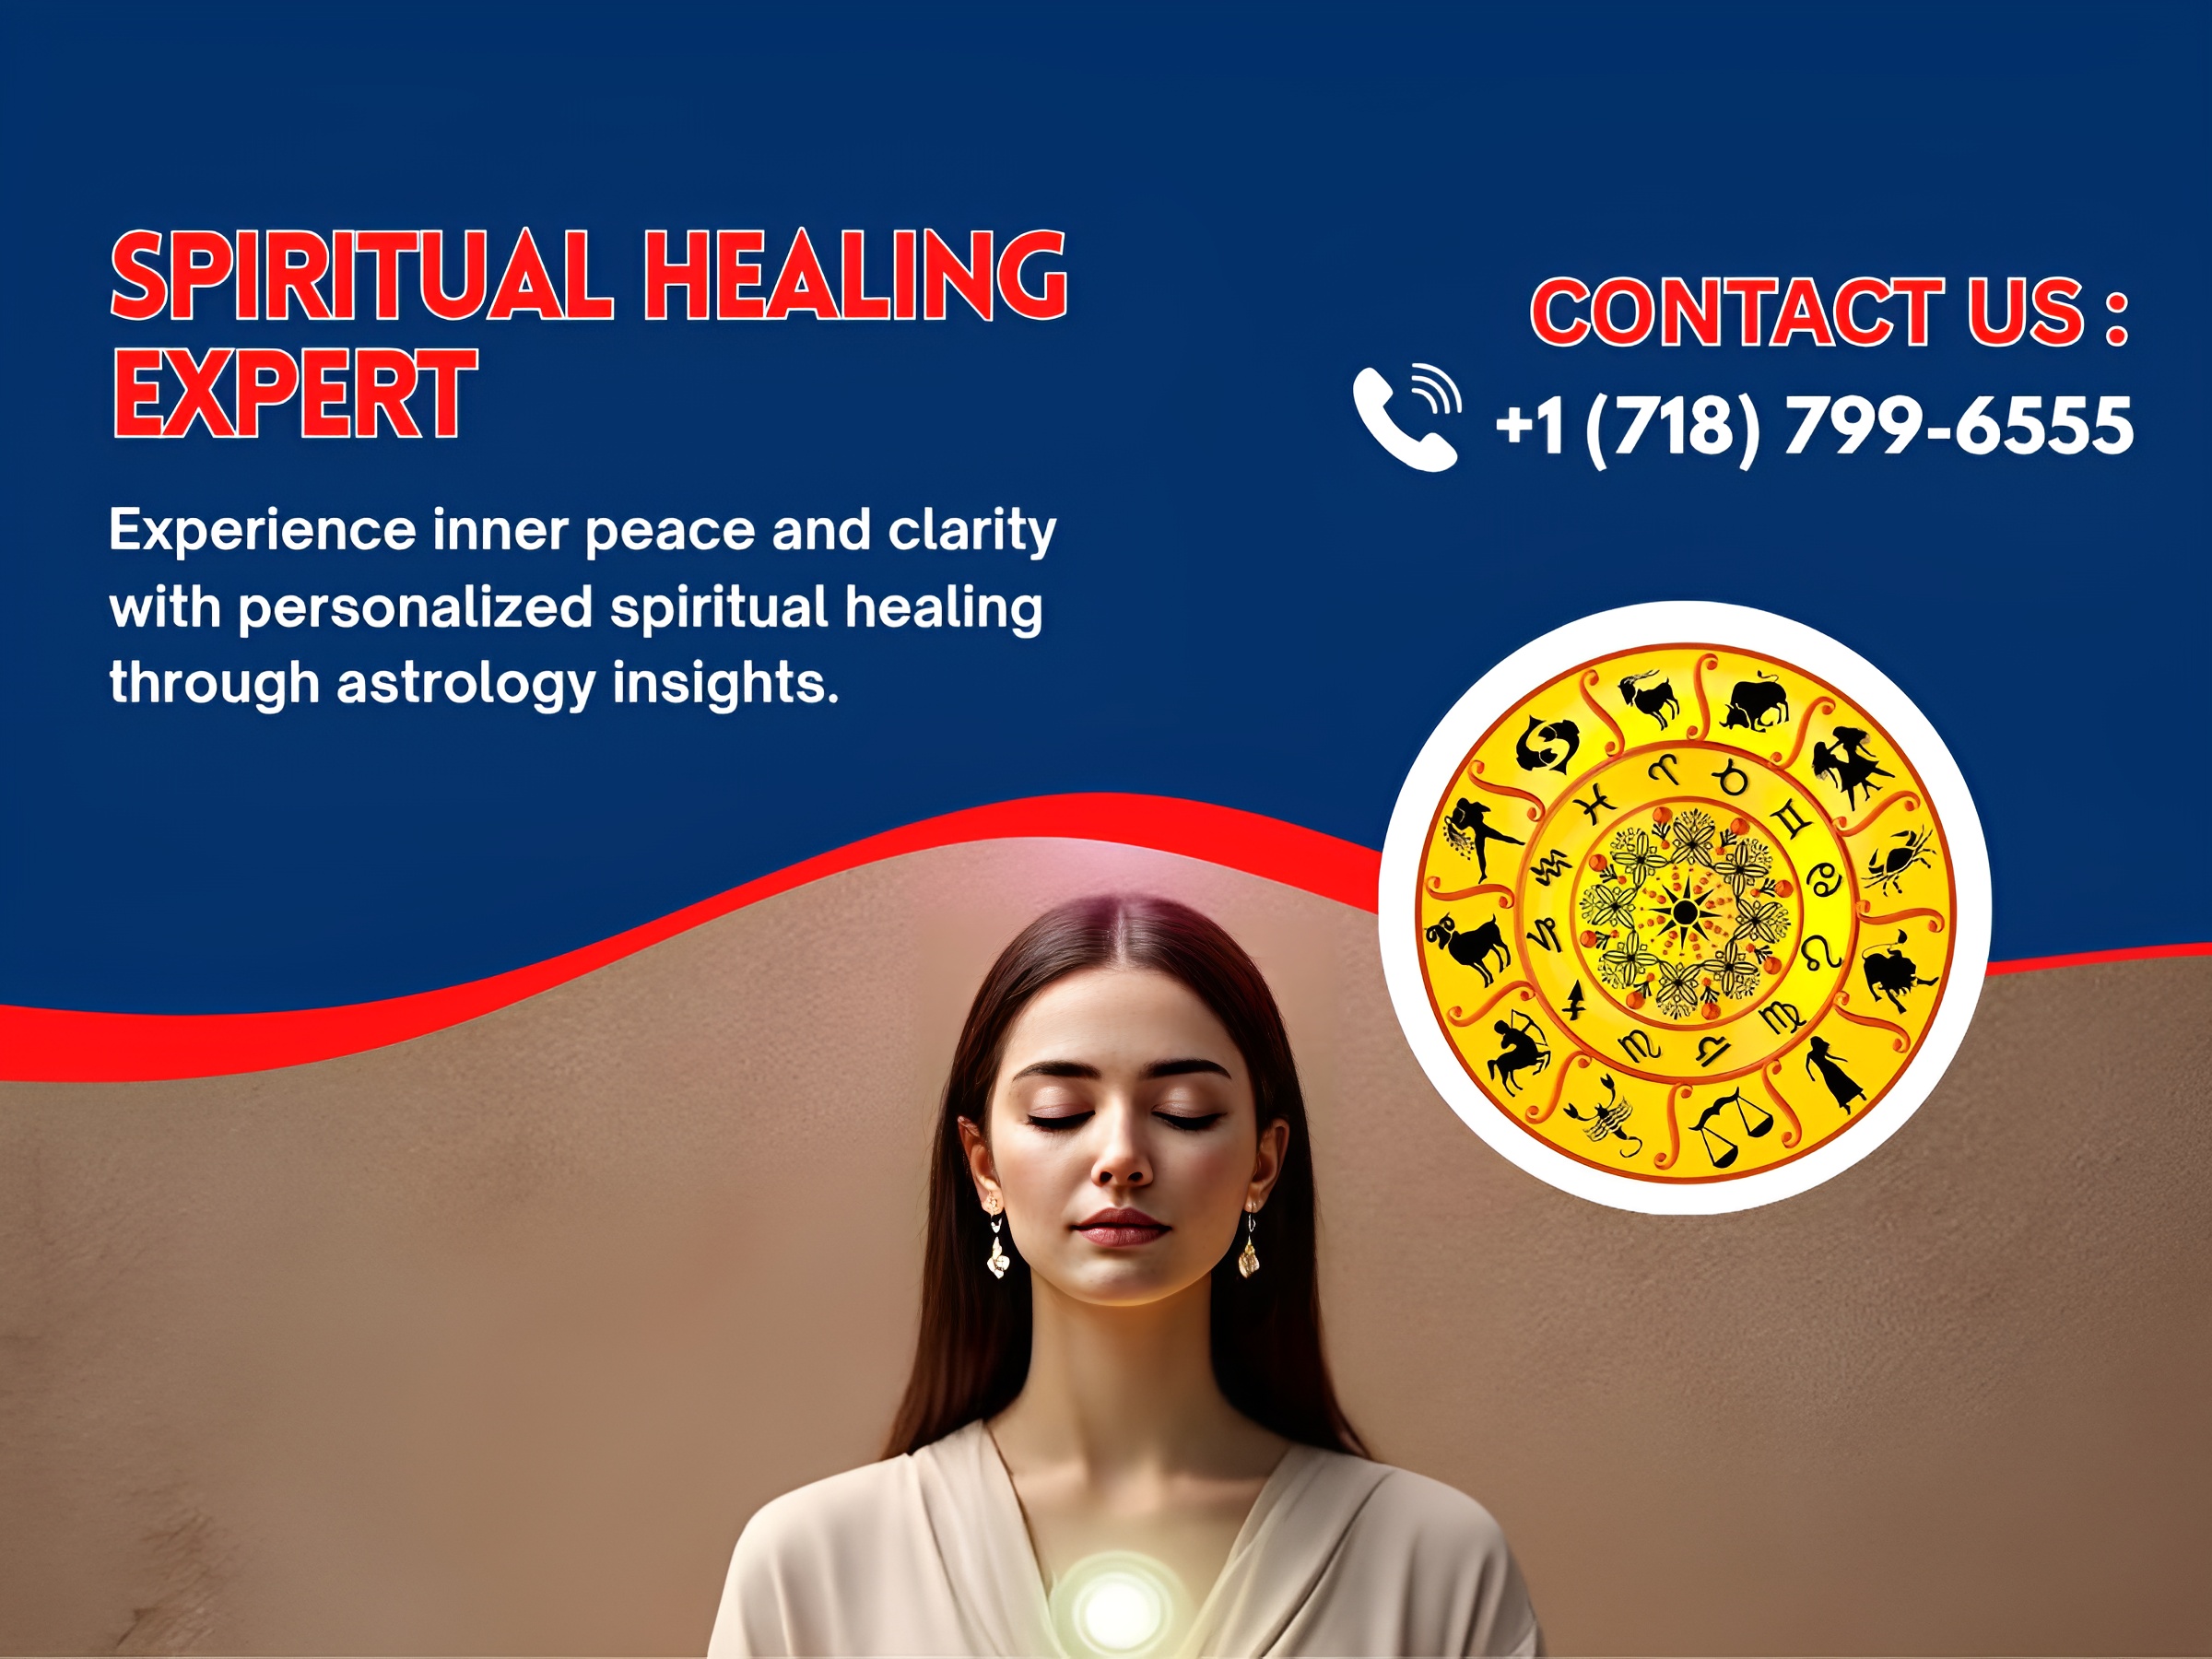 SPIRITUAL HEALING
EXPERT
Experience inner peace and clarity
with personalized spiritual healing
through astrology insights.
CONTACT US :
+1 (718) 799-6555
♈ ♉ ♊ ♋ ♌ ♍ ♎ ♏ ♐ ♑ ♒ ♓